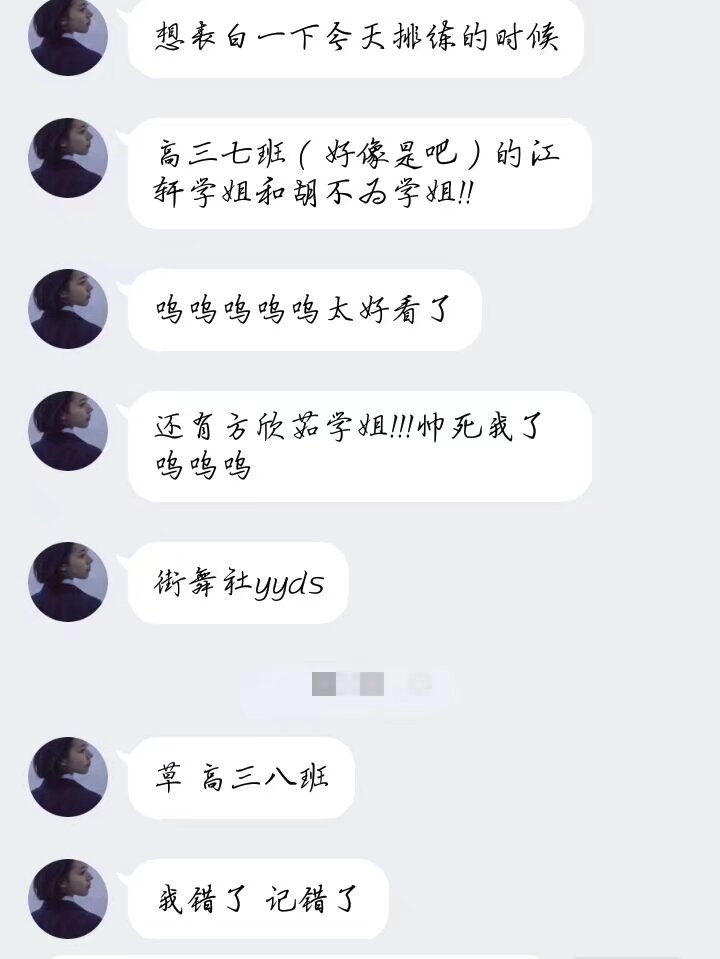 想表白一下今天排练的时候
高三七班（好像是吧）的江
轩学姐和胡不为学姐!!
呜呜呜呜呜太好看了
还有方欣茹学姐!!!帅死我了
呜呜呜
街舞社yyds
草 高三八班
我错了 记错了